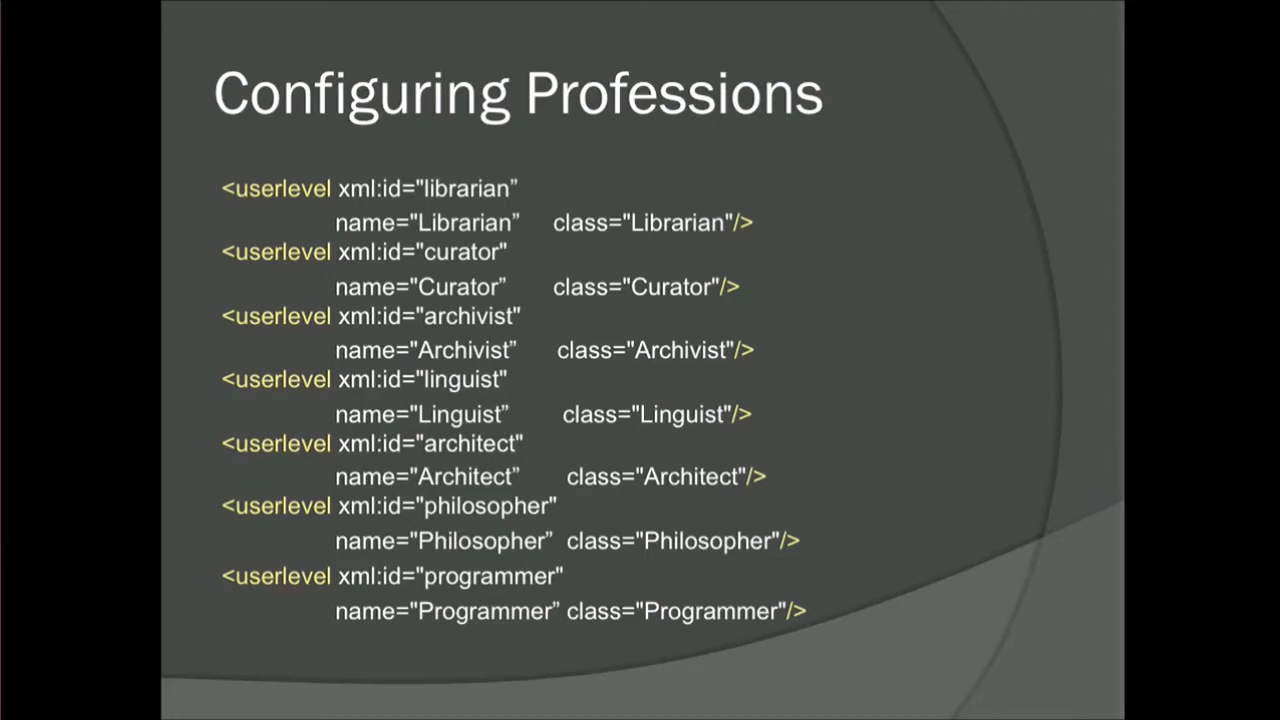 Configuring Professions
<userlevel xml:id="librarian”
name="Librarian” class="Librarian"/>
<userlevel xml:id="curator"
name="Curator” class="Curator"/>
<userlevel xml:id="archivist"
name="Archivist” class="Archivist"/>
<userlevel xml:id="linguist"
name="Linguist” class="Linguist"/>
<userlevel xml:id="architect"
name="Architect” class="Architect"/>
<userlevel xml:id="philosopher"
name="Philosopher” class="Philosopher"/>
<userlevel xml:id="programmer"
name="Programmer” class="Programmer"/>